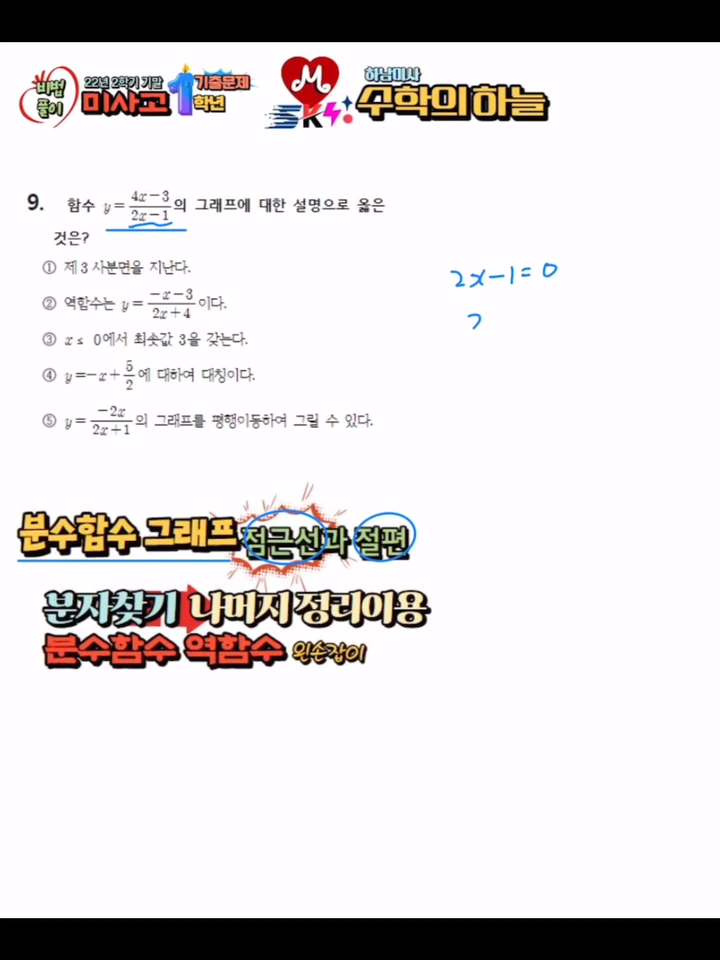 비법
풀이
22년 2학기 기말
미사고 1학년
기출문제
M
SK
하남미사
수학의하늘
9. 함수 y=\frac{4x-3}{2x-1}의 그래프에 대한 설명으로 옳은
것은?
① 제 3 사분면을 지난다.
② 역함수는 y=\frac{-x-3}{2x+4}이다.
③ x ≤ 0에서 최솟값 3을 갖는다.
④ y=-x+\frac{5}{2}에 대하여 대칭이다.
⑤ y=\frac{-2x}{2x+1}의 그래프를 평행이동하여 그릴 수 있다.
2x-1=0
분수함수 그래프 점근선과 절편
분자찾기 나머지정리이용
분수함수 역함수 왼손잡이